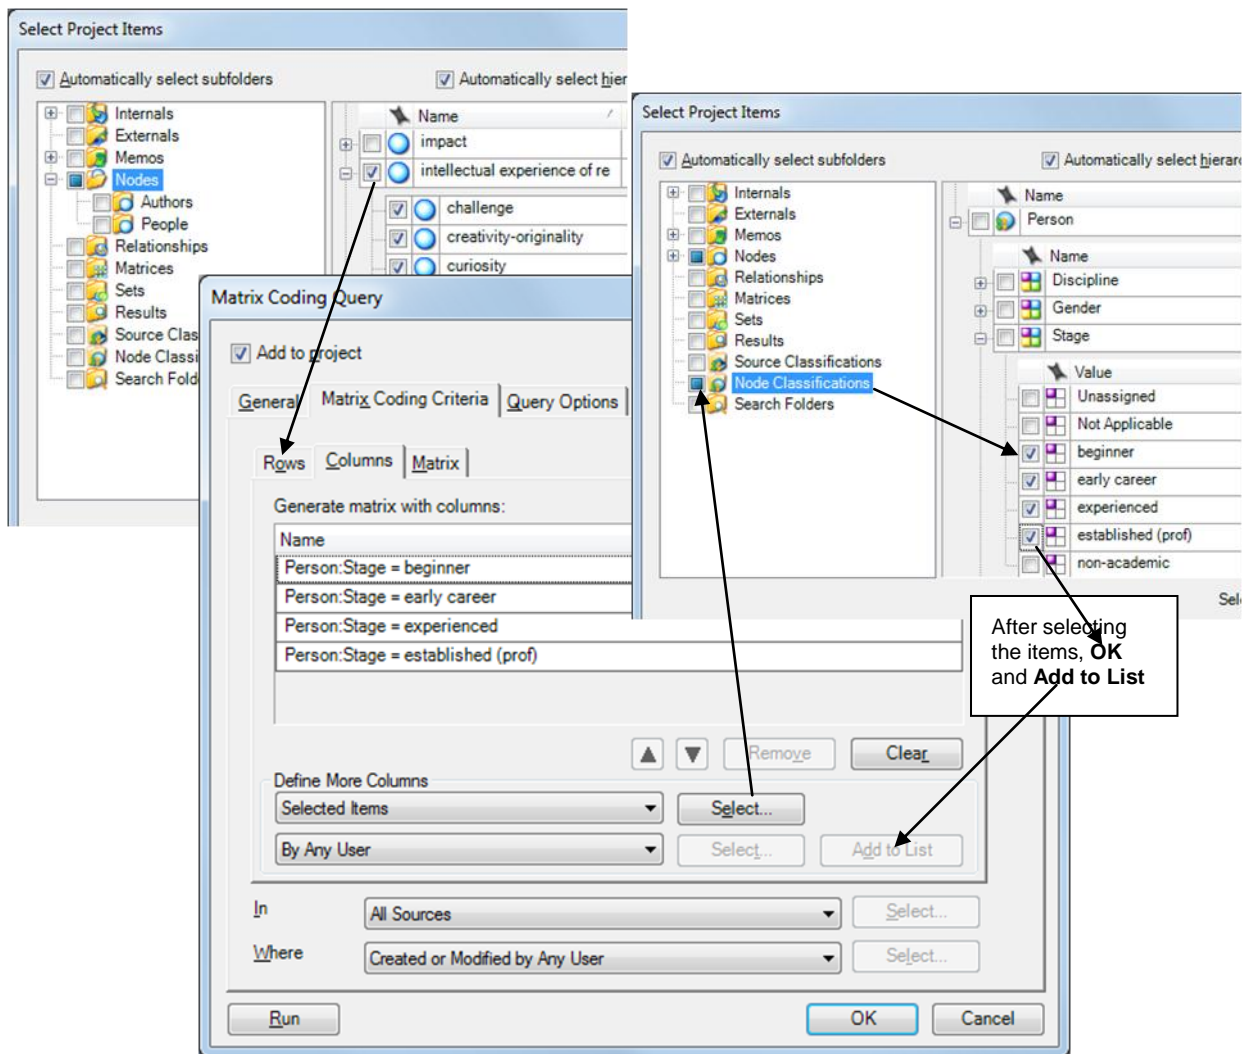 Select Project Items
Automatically select subfolders
Automatically select hier
Internals
Externals
Memos
Nodes
Authors
People
Relationships
Matrices
Sets
Results
Source Clas
Node Classi
Search Fold
Name
impact
intellectual experience of re
challenge
creativity-originality
curiosity
Select Project Items
Automatically select subfolders
Automatically select hierar
Internals
Externals
Memos
Nodes
Relationships
Matrices
Sets
Results
Source Classifications
Node Classifications
Search Folders
Name
Person
Name
Discipline
Gender
Stage
Value
Unassigned
Not Applicable
beginner
early career
experienced
established (prof)
non-academic
Sele
Matrix Coding Query
Add to project
General
Matrix Coding Criteria
Query Options
Rows
Columns
Matrix
Generate matrix with columns:
Name
Person:Stage = beginner
Person:Stage = early career
Person:Stage = experienced
Person:Stage = established (prof)
Remove
Clear
Define More Columns
Selected Items
Select...
By Any User
Select...
Add to List
In
All Sources
Select...
Where
Created or Modified by Any User
Select...
Run
OK
Cancel
After selecting
the items, OK
and Add to List